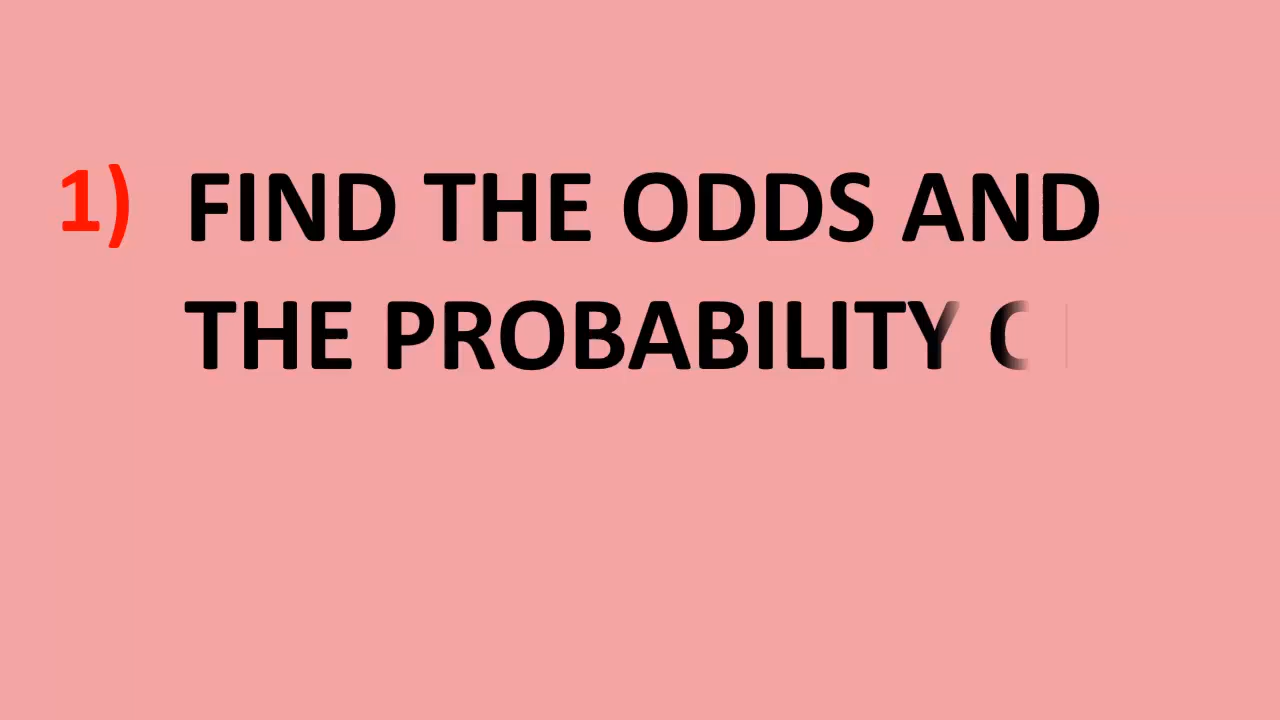 1) FIND THE ODDS AND
THE PROBABILITY